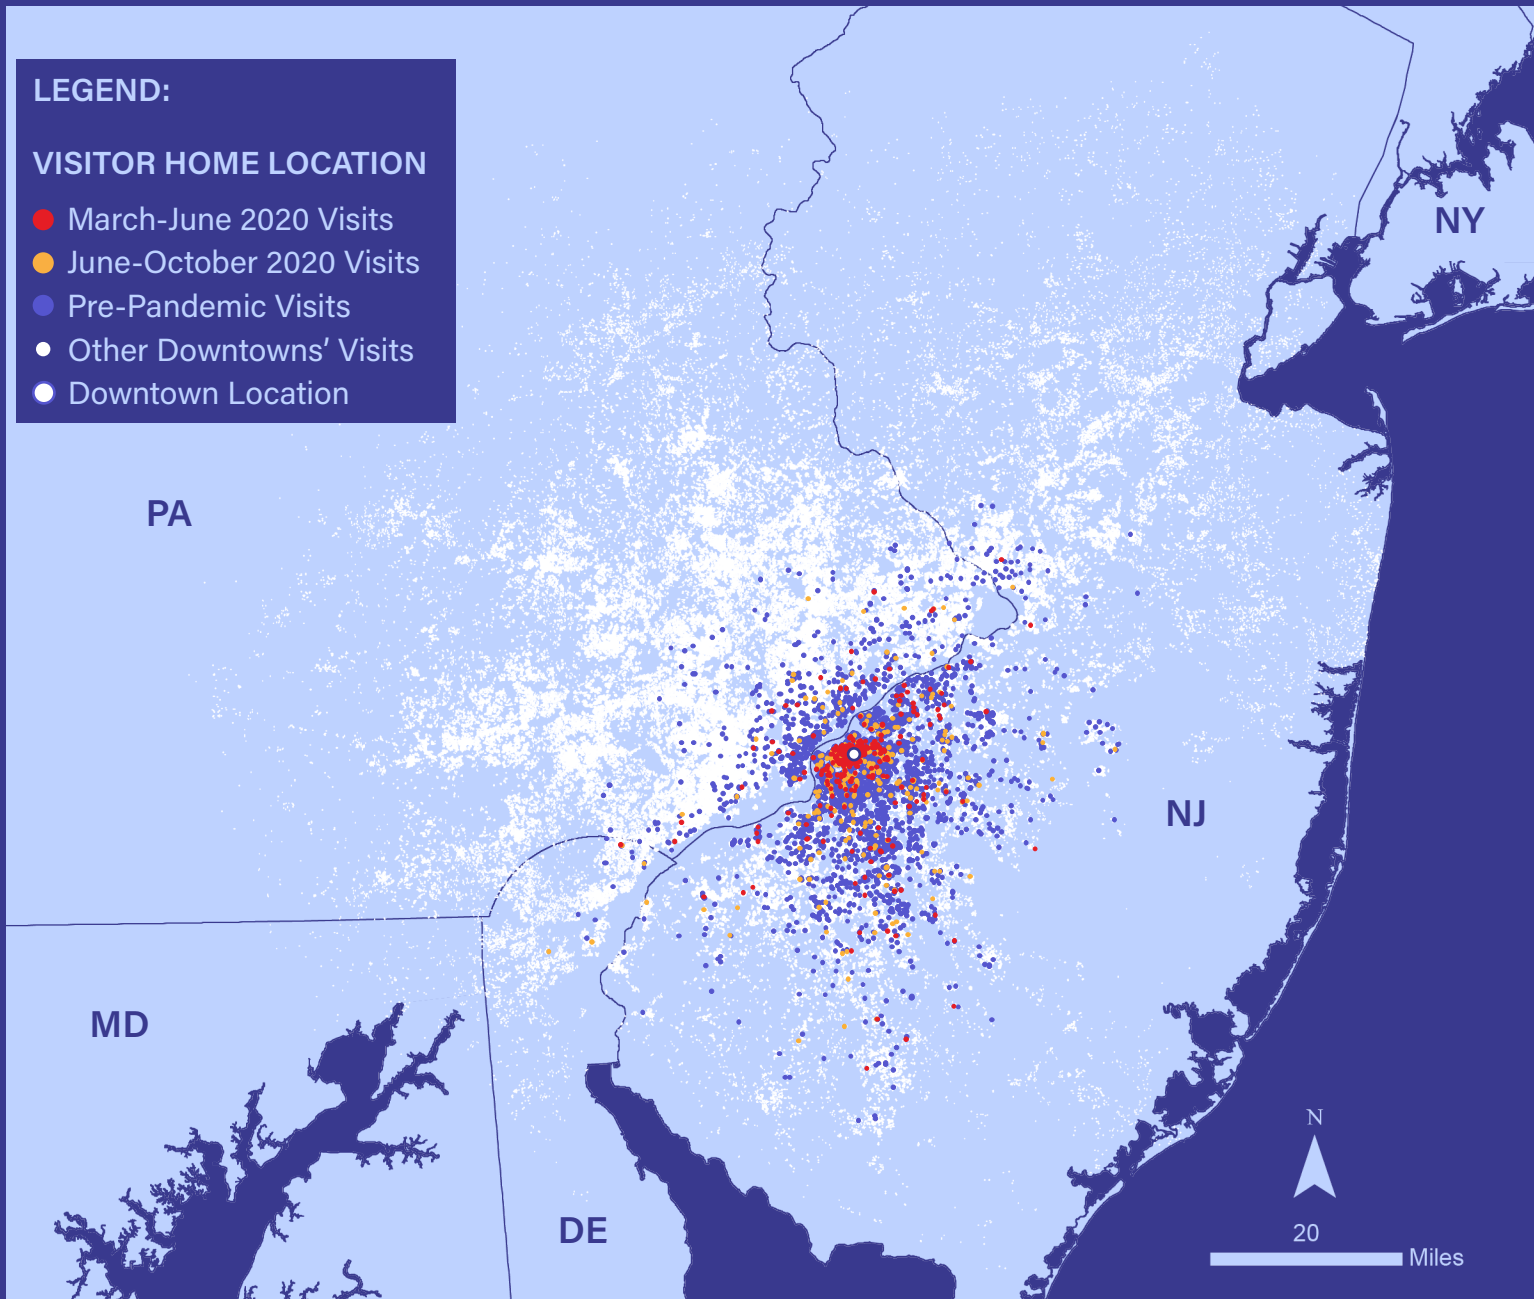 LEGEND:
VISITOR HOME LOCATION
March-June 2020 Visits
June-October 2020 Visits
Pre-Pandemic Visits
Other Downtowns’ Visits
Downtown Location
NY
PA
NJ
MD
N
DE
20
Miles